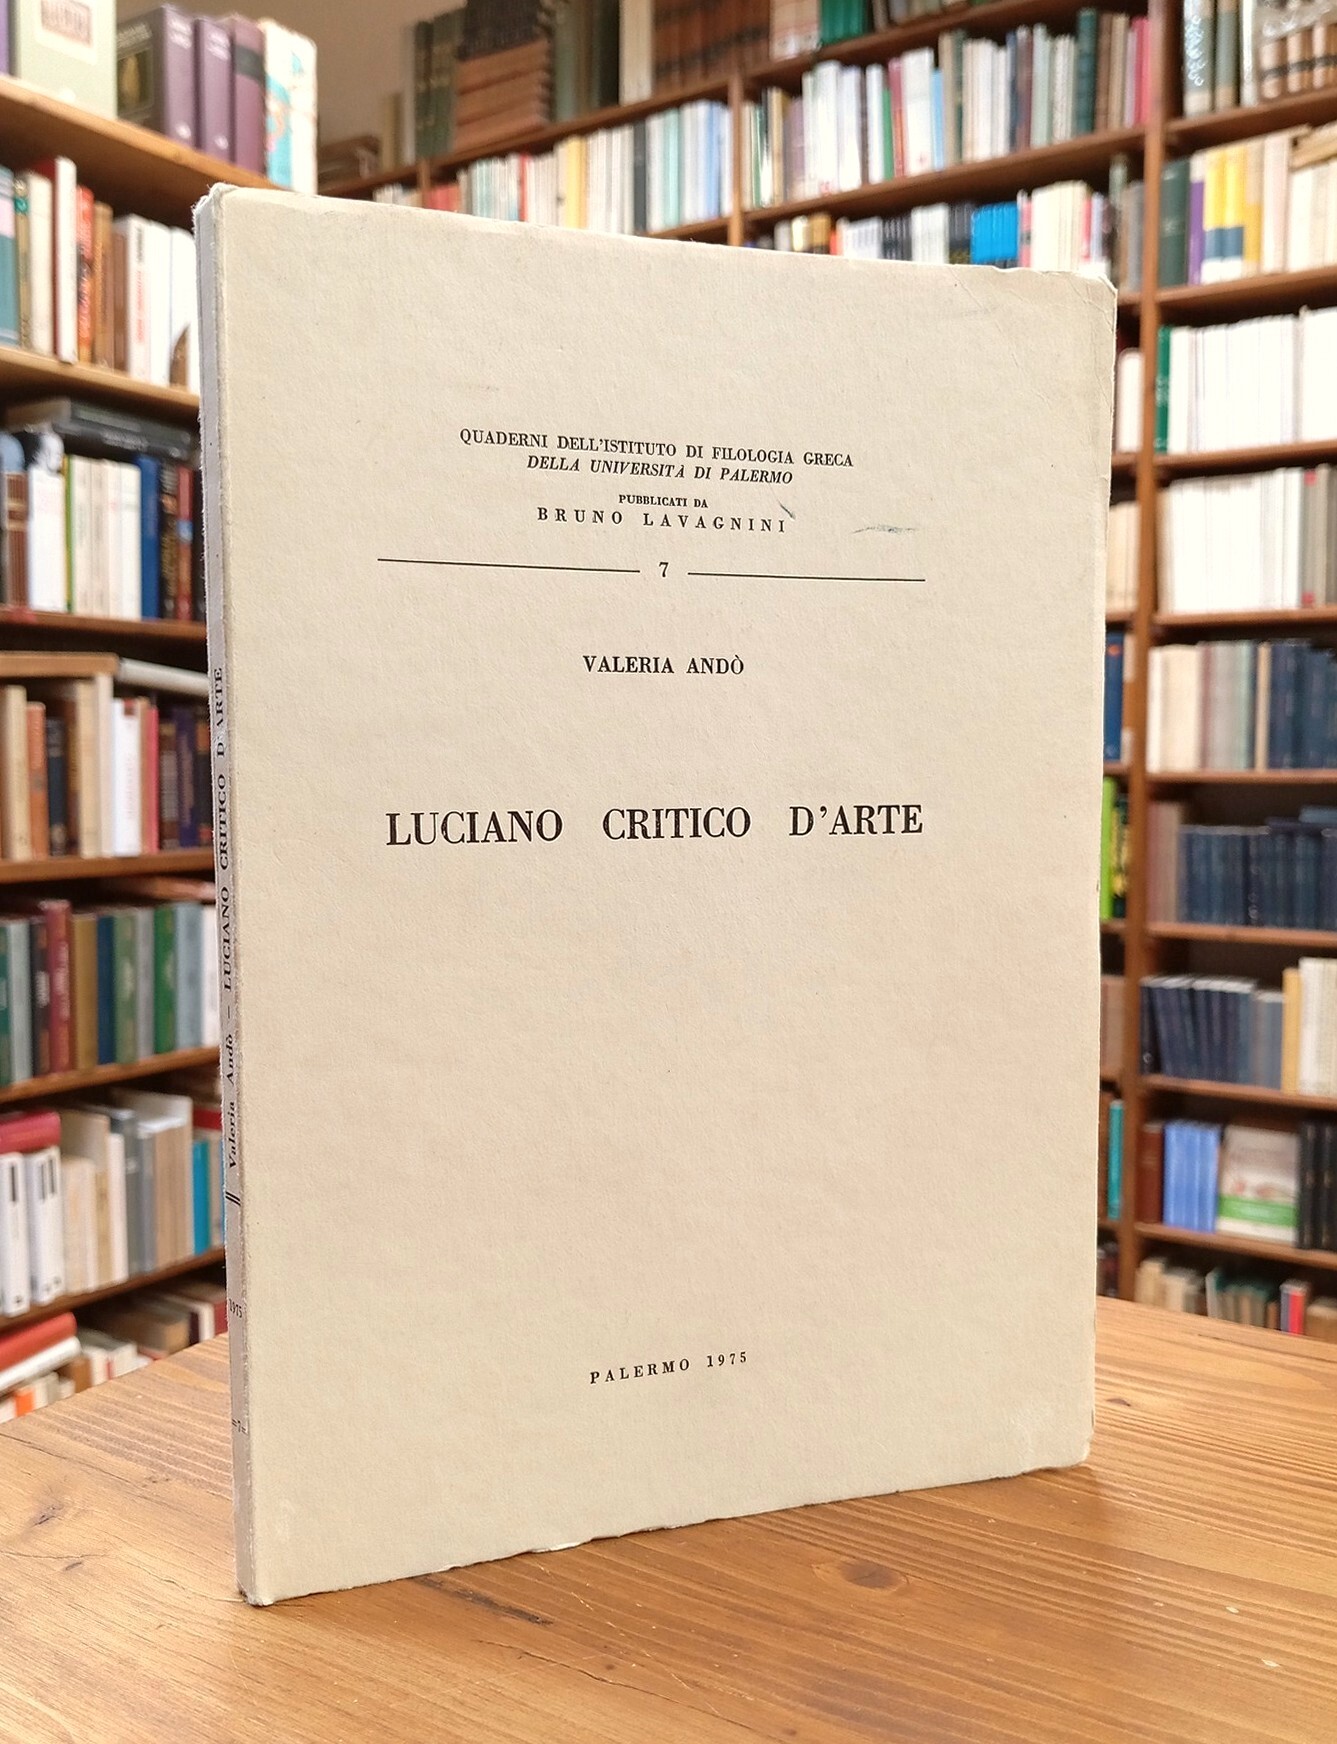 QUADERNI DELL'ISTITUTO DI FILOLOGIA GRECA
DELLA UNIVERSITÀ DI PALERMO
PUBBLICATI DA
BRUNO LAVAGNINI
7
VALERIA ANDÒ
LUCIANO CRITICO D'ARTE
PALERMO 1975
=7= 1975 Valeria Andò – LUCIANO CRITICO D'ARTE